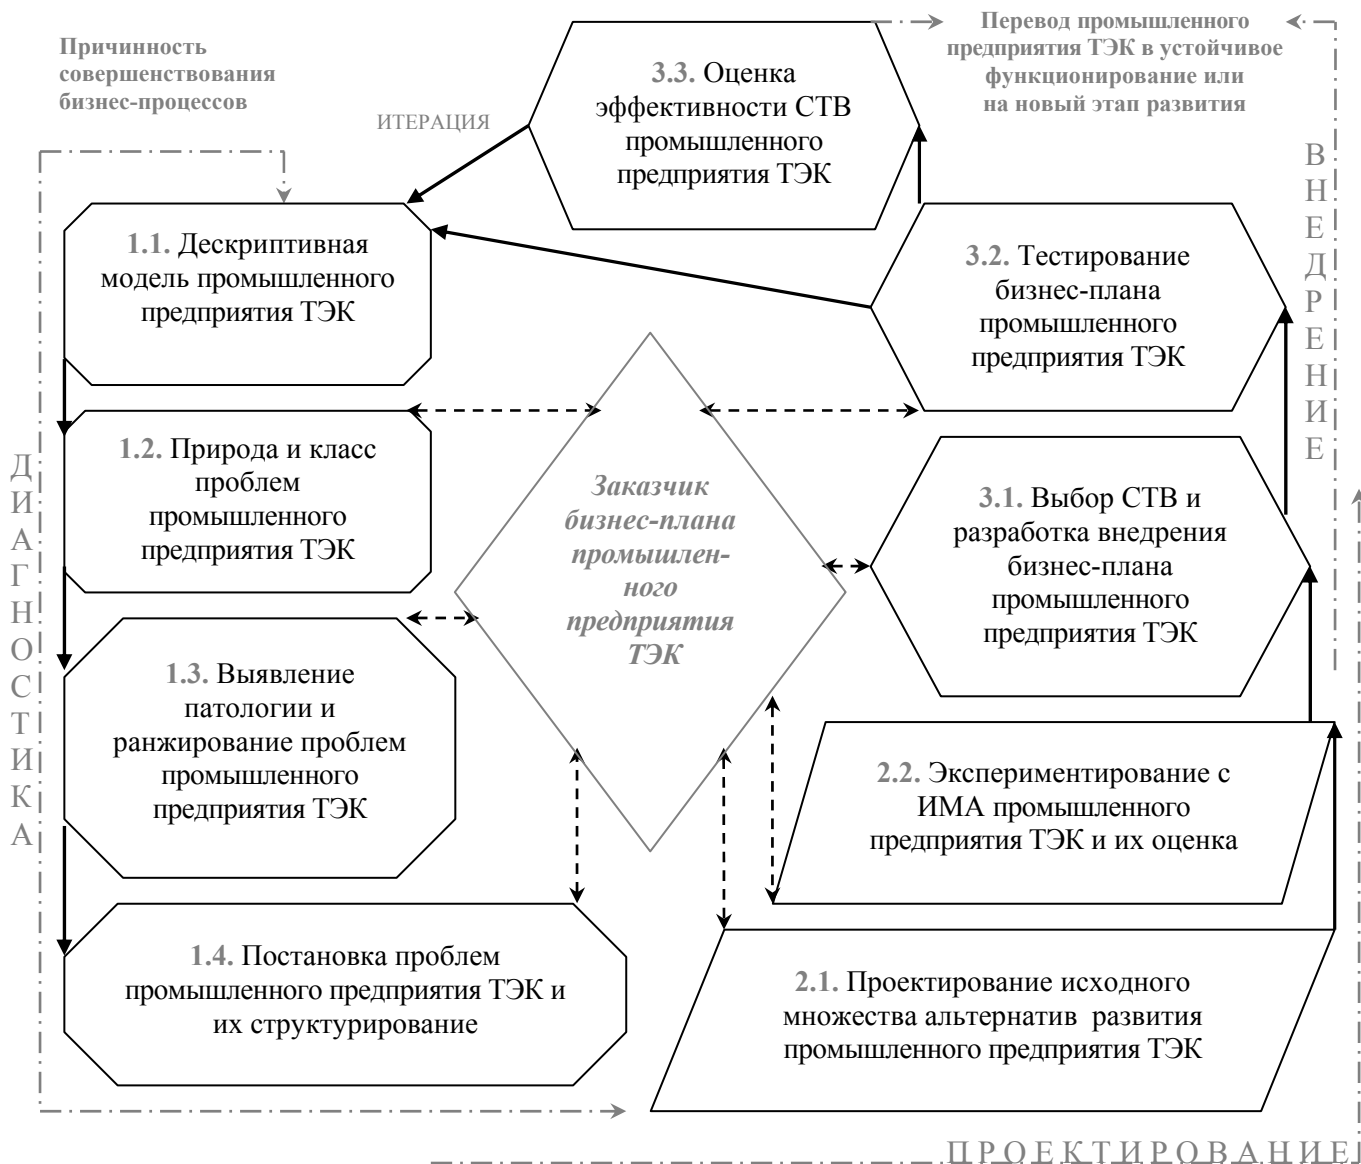 Причинность
совершенствования
бизнес-процессов
ИТЕРАЦИЯ
3.3. Оценка
эффективности СТВ
промышленного
предприятия ТЭК
Перевод промышленного
предприятия ТЭК в устойчивое
функционирование или
на новый этап развития
ВНЕДРЕНИЕ
1.1. Дескриптивная
модель промышленного
предприятия ТЭК
3.2. Тестирование
бизнес-плана
промышленного
предприятия ТЭК
ДИАГНОСТИКА
1.2. Природа и класс
проблем
промышленного
предприятия ТЭК
Заказчик
бизнес-плана
промышлен-
ного
предприятия
ТЭК
3.1. Выбор СТВ и
разработка внедрения
бизнес-плана
промышленного
предприятия ТЭК
1.3. Выявление
патологии и
ранжирование проблем
промышленного
предприятия ТЭК
2.2. Экспериментирование с
ИМА промышленного
предприятия ТЭК и их оценка
1.4. Постановка проблем
промышленного предприятия ТЭК и
их структурирование
2.1. Проектирование исходного
множества альтернатив развития
промышленного предприятия ТЭК
ПРОЕКТИРОВАНИЕ